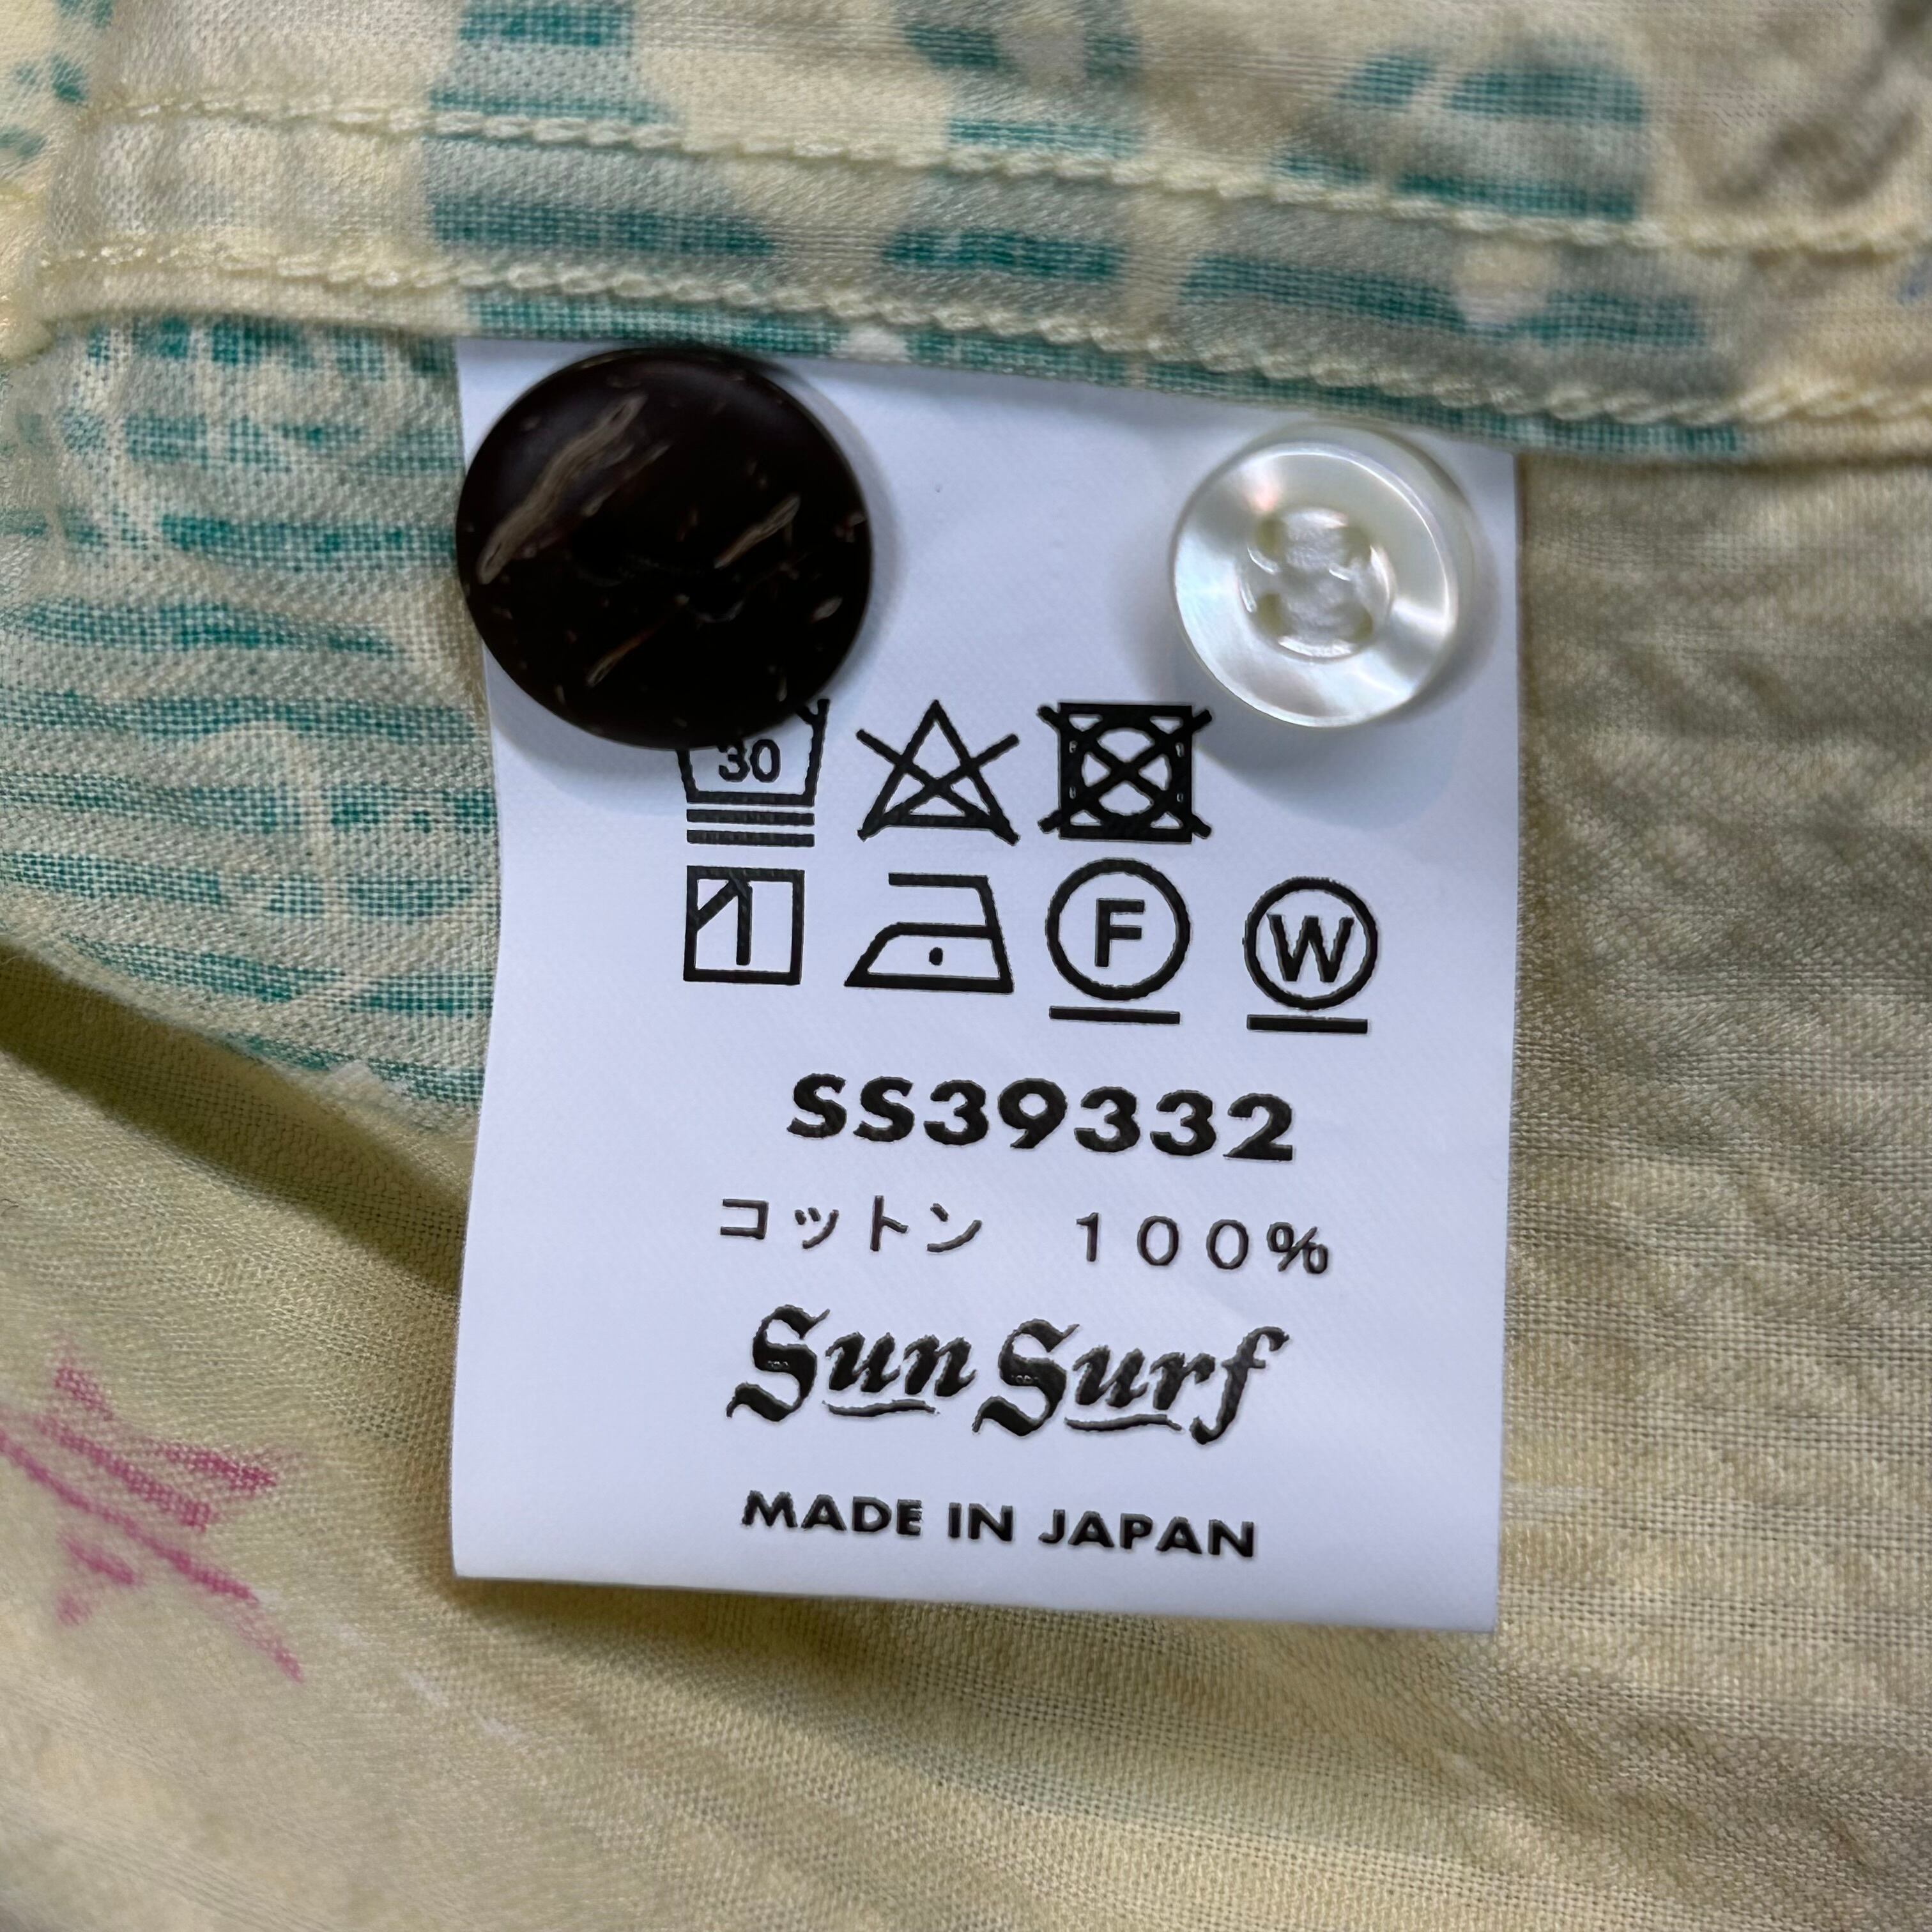 30
F W
SS39332
コットン　１００％
Sun Surf
MADE IN JAPAN